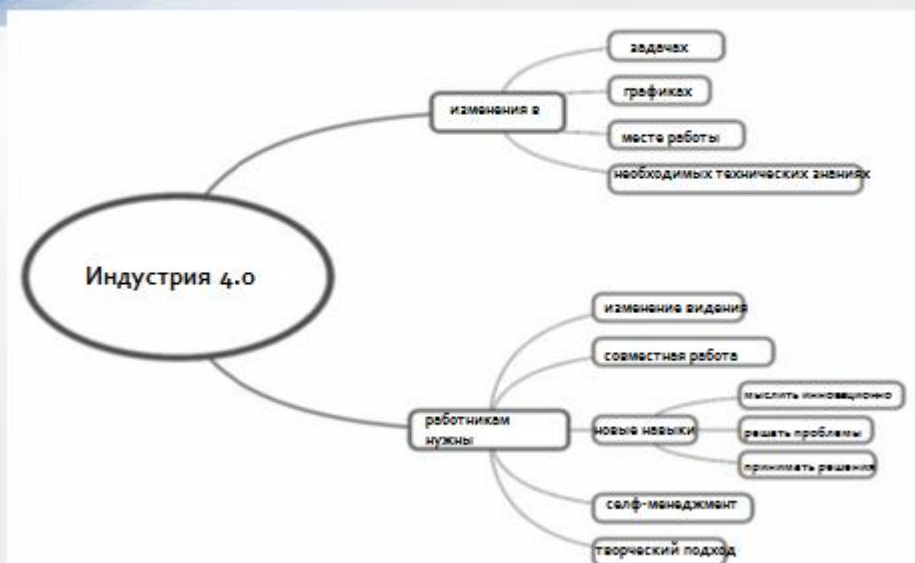 задачах
графиках
изменения в
месте работы
необходимых технических знаниях
Индустрия 4.0
изменение видения
совместная работа
работникам
нужны
новые навыки
мыслить инновационно
решать проблемы
принимать решения
селф-менеджмент
творческий подход